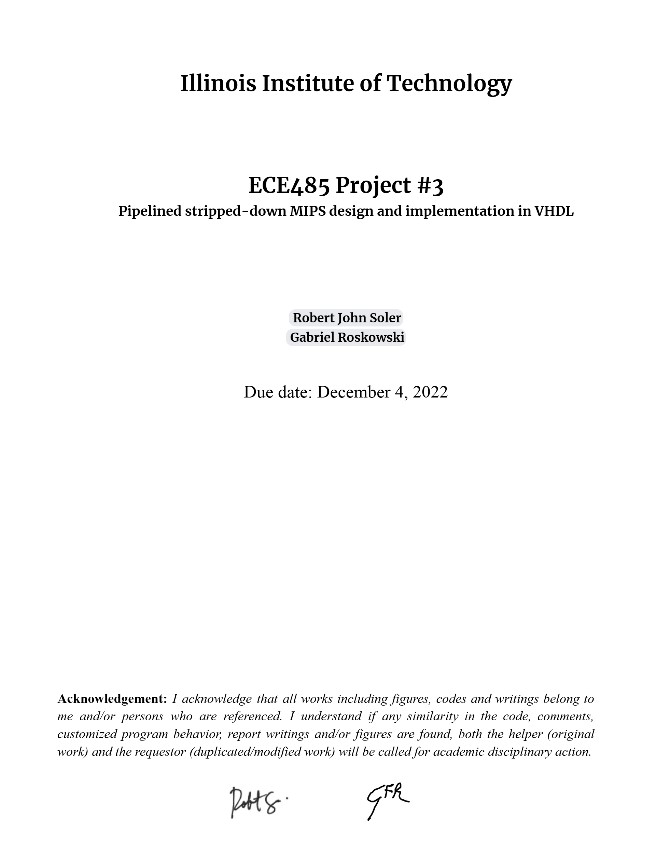 Illinois Institute of Technology
ECE485 Project #3
Pipelined stripped-down MIPS design and implementation in VHDL
Robert John Soler
Gabriel Roskowski
Due date: December 4, 2022
Acknowledgement: I acknowledge that all works including figures, codes and writings belong to
me and/or persons who are referenced. I understand if any similarity in the code, comments,
customized program behavior, report writings and/or figures are found, both the helper (original
work) and the requestor (duplicated/modified work) will be called for academic disciplinary action.
GFR